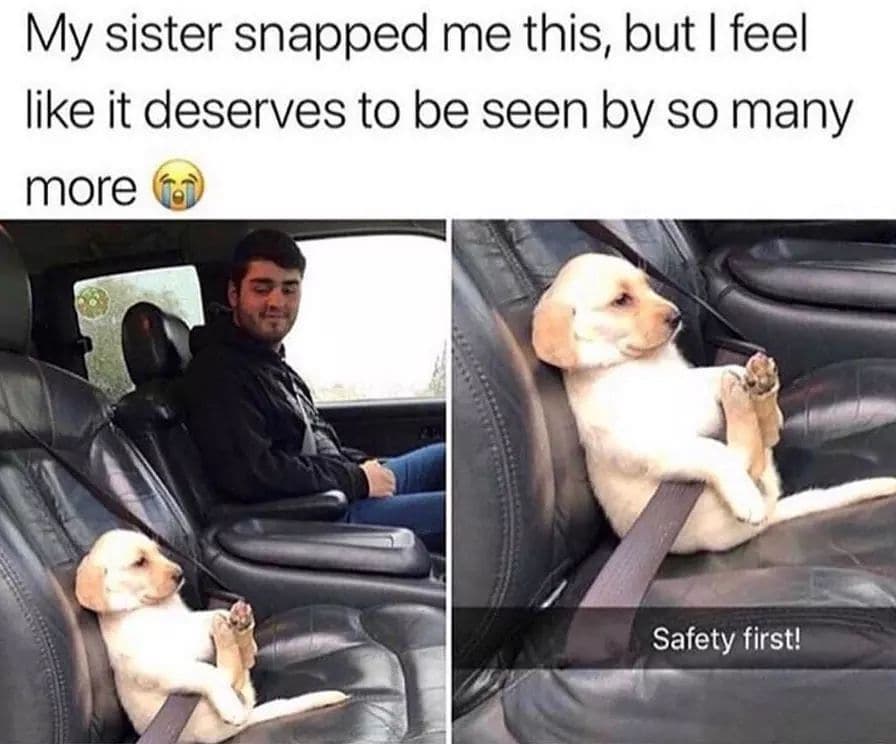 My sister snapped me this, but I feel
like it deserves to be seen by so many
more 😭
Safety first!